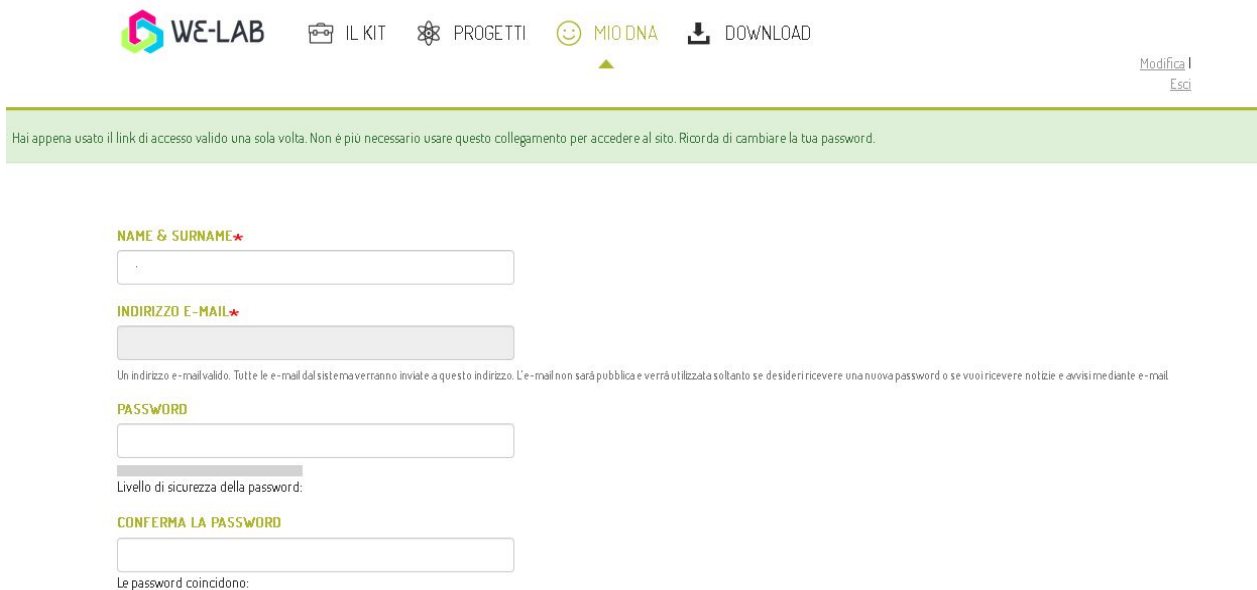 WE-LAB IL KIT PROGETTI MIO DNA DOWNLOAD
Modifica |
Esci
Hai appena usato il link di accesso valido una sola volta. Non è più necessario usare questo collegamento per accedere al sito. Ricorda di cambiare la tua password.
NAME & SURNAME*
INDIRIZZO E-MAIL*
Un indirizzo e-mail valido. Tutte le e-mail dal sistema verranno inviate a questo indirizzo. L'e-mail non sarà pubblica e verrà utilizzata soltanto se desideri ricevere una nuova password o se vuoi ricevere notizie e avvisi mediante e-mail.
PASSWORD
Livello di sicurezza della password:
CONFERMA LA PASSWORD
Le password coincidono: